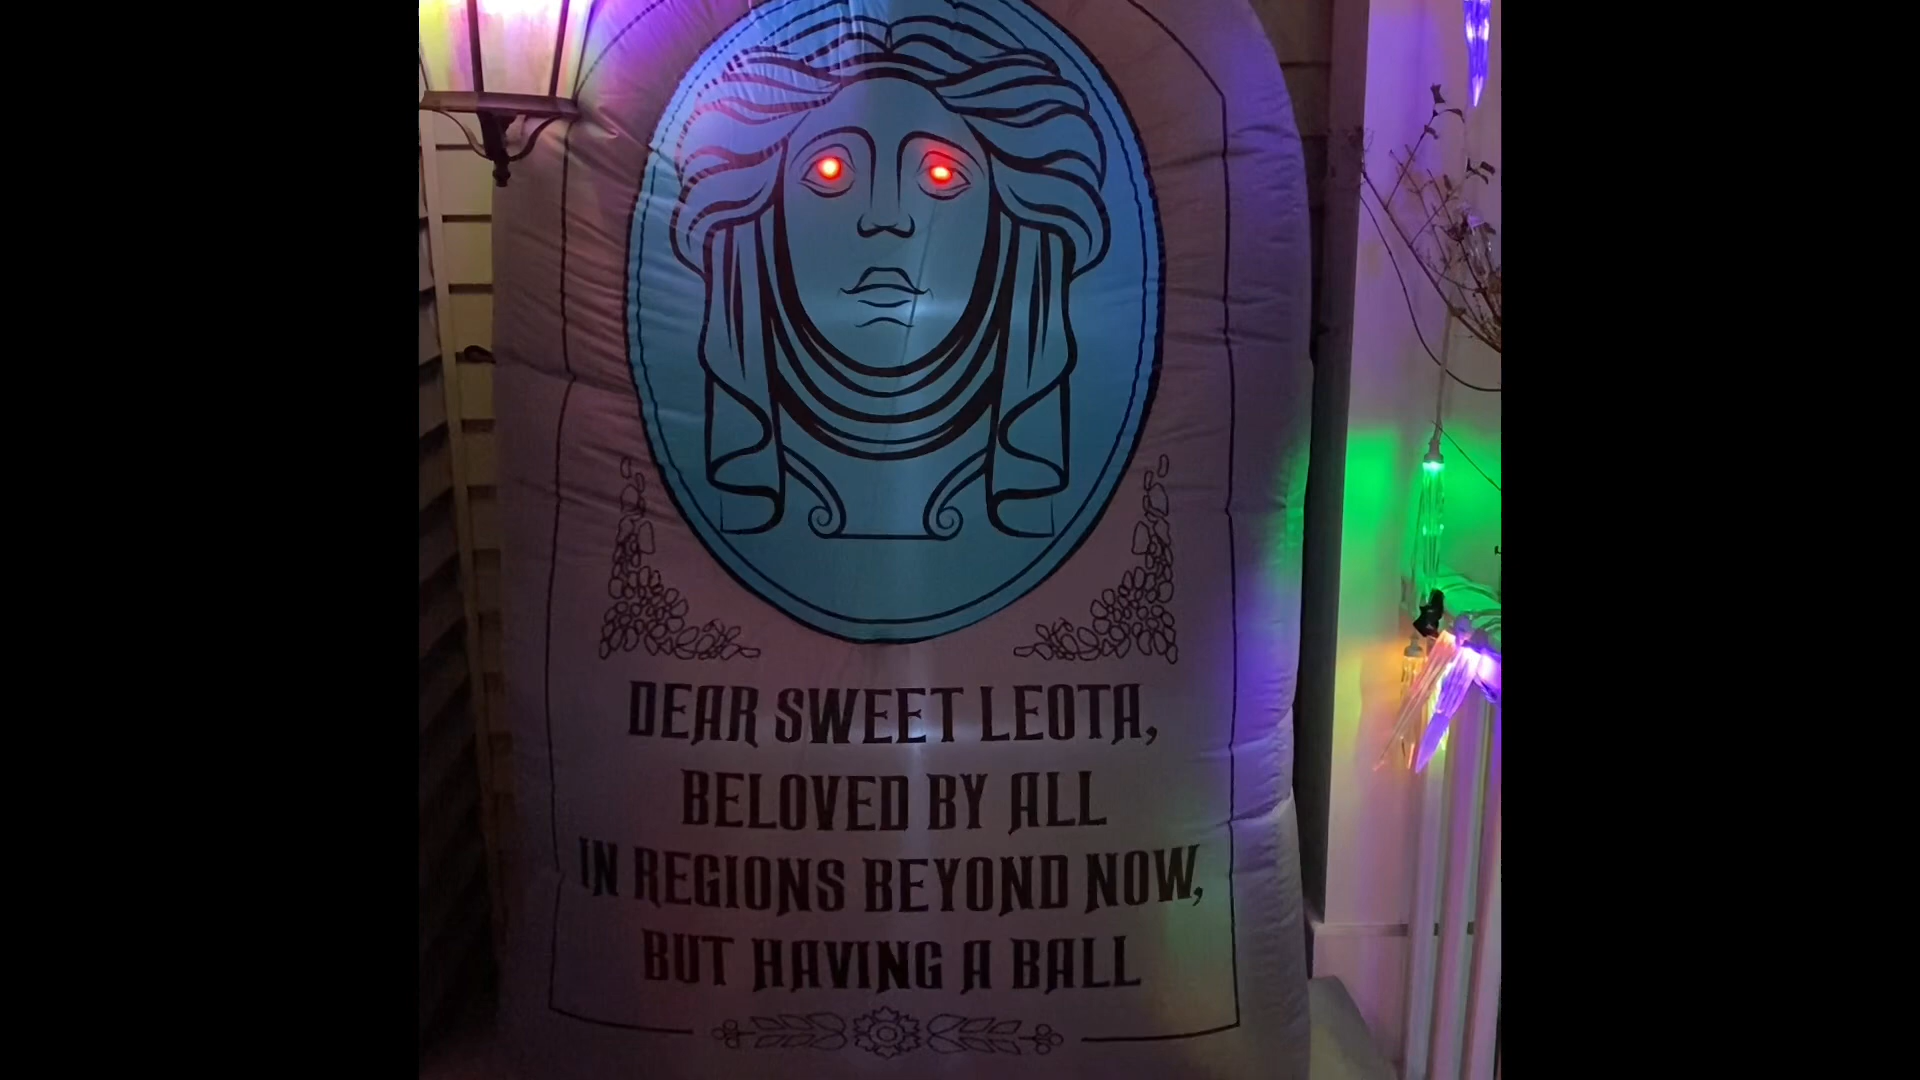 DEAR SWEET LEOTA,
BELOVED BY ALL
IN REGIONS BEYOND NOW,
BUT HAVING A BALL